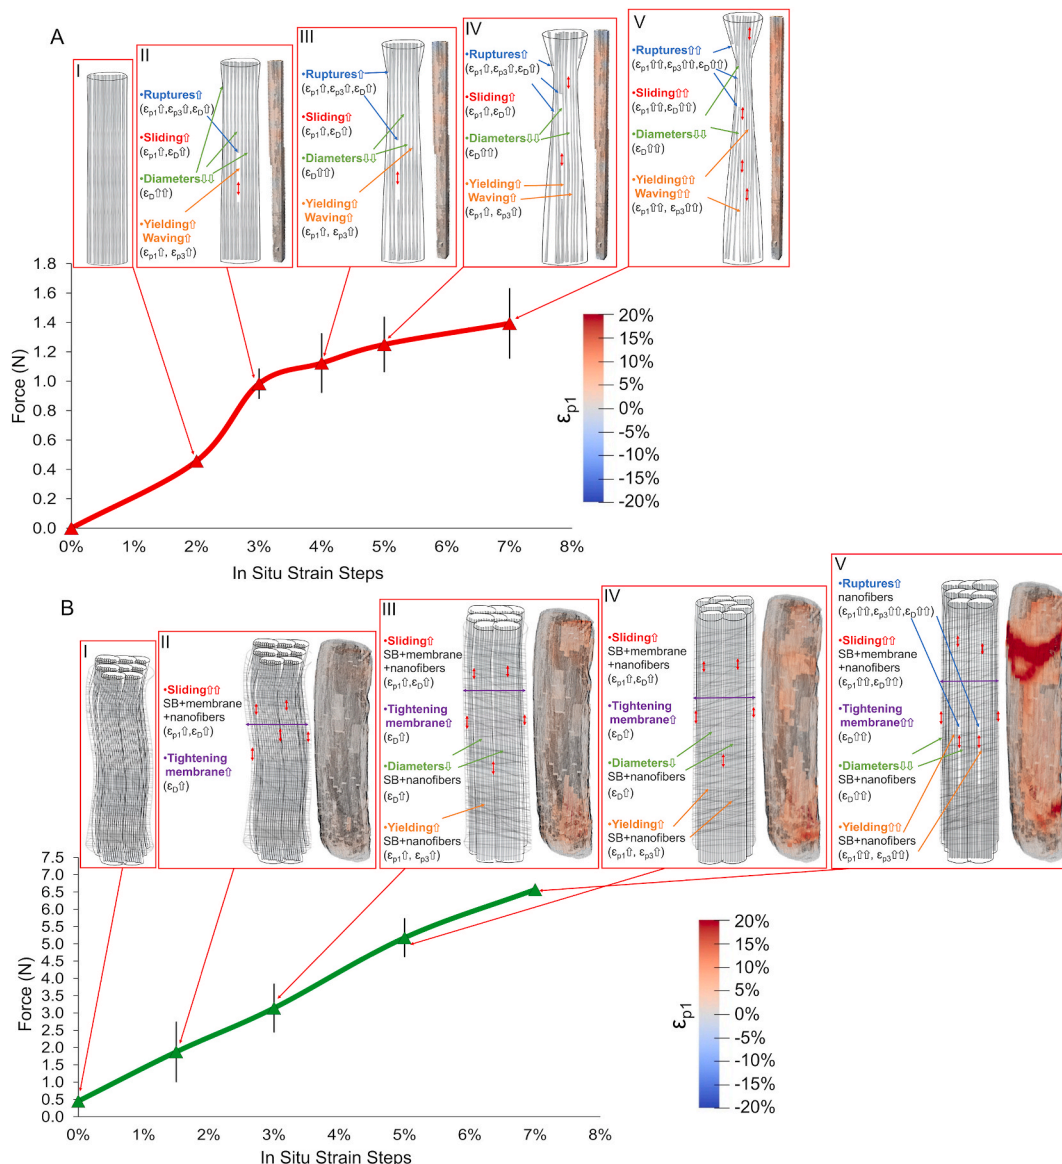 A
I
II
•Ruptures⇧
(εp1⇧,εp3⇧,εD⇧)
•Sliding⇧
(εp1⇧,εD⇧)
•Diameters⇩⇩
(εD⇧⇧)
•Yielding⇧
Waving⇧
(εp1⇧, εp3⇧)
III
•Ruptures⇧
(εp1⇧,εp3⇧,εD⇧)
•Sliding⇧
(εp1⇧,εD⇧)
•Diameters⇩⇩
(εD⇧⇧)
•Yielding⇧
Waving⇧
(εp1⇧, εp3⇧)
IV
•Ruptures⇧
(εp1⇧,εp3⇧,εD⇧)
•Sliding⇧
(εp1⇧,εD⇧)
•Diameters⇩⇩
(εD⇧⇧)
•Yielding⇧
Waving⇧
(εp1⇧, εp3⇧)
V
•Ruptures⇧⇧
(εp1⇧⇧,εp3⇧⇧,εD⇧⇧)
•Sliding⇧⇧
(εp1⇧⇧,εD⇧⇧)
•Diameters⇩⇩
(εD⇧⇧)
•Yielding⇧⇧
Waving⇧⇧
(εp1⇧⇧, εp3⇧⇧)
Force (N)
1.8
1.6
1.4
1.2
1.0
0.8
0.6
0.4
0.2
0.0
0% 1% 2% 3% 4% 5% 6% 7% 8%
In Situ Strain Steps
εp1
20%
15%
10%
5%
0%
-5%
-10%
-15%
-20%
B
I
II
•Sliding⇧⇧
SB+membrane
+nanofibers
(εp1⇧,εD⇧)
•Tightening
membrane⇧
(εD⇧)
III
•Sliding⇧
SB+membrane
+nanofibers
(εp1⇧,εD⇧)
•Tightening
membrane⇧
(εD⇧)
•Diameters⇩
SB+nanofibers
(εD⇧)
•Yielding⇧
SB+nanofibers
(εp1⇧, εp3⇧)
IV
•Sliding⇧
SB+membrane
+nanofibers
(εp1⇧,εD⇧)
•Tightening
membrane⇧
(εD⇧)
•Diameters⇩
SB+nanofibers
(εD⇧)
•Yielding⇧
SB+nanofibers
(εp1⇧, εp3⇧)
V
•Ruptures⇧
nanofibers
(εp1⇧⇧,εp3⇧⇧,εD⇧⇧)
•Sliding⇧⇧
SB+membrane
+nanofibers
(εp1⇧⇧,εD⇧⇧)
•Tightening
membrane⇧⇧
(εD⇧⇧)
•Diameters⇩⇩
SB+nanofibers
(εD⇧⇧)
•Yielding⇧⇧
SB+nanofibers
(εp1⇧⇧, εp3⇧⇧)
Force (N)
7.5
7.0
6.5
6.0
5.5
5.0
4.5
4.0
3.5
3.0
2.5
2.0
1.5
1.0
0.5
0.0
0% 1% 2% 3% 4% 5% 6% 7% 8%
In Situ Strain Steps
εp1
20%
15%
10%
5%
0%
-5%
-10%
-15%
-20%